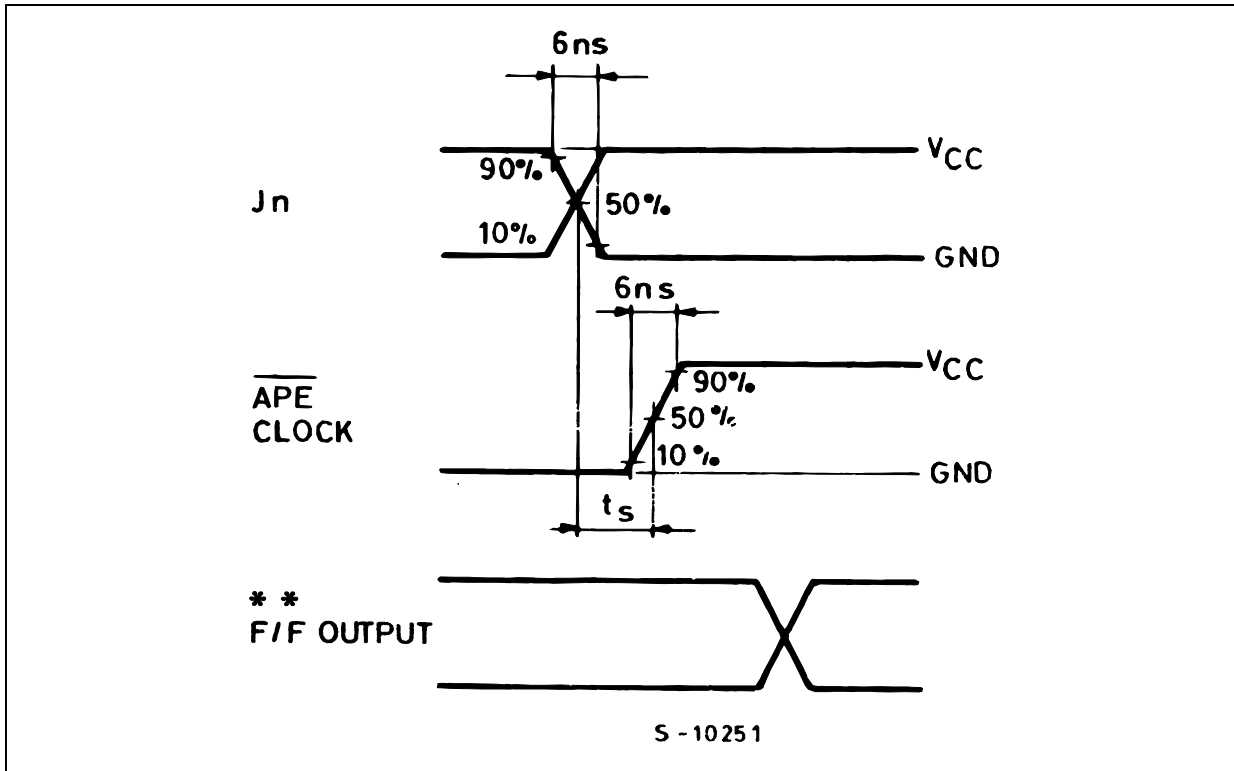 6ns
VCC
90%
Jn
50%
10%
GND
6ns
VCC
APE
90%
50%
CLOCK
10%
GND
ts
* *
F/F OUTPUT
S-10251